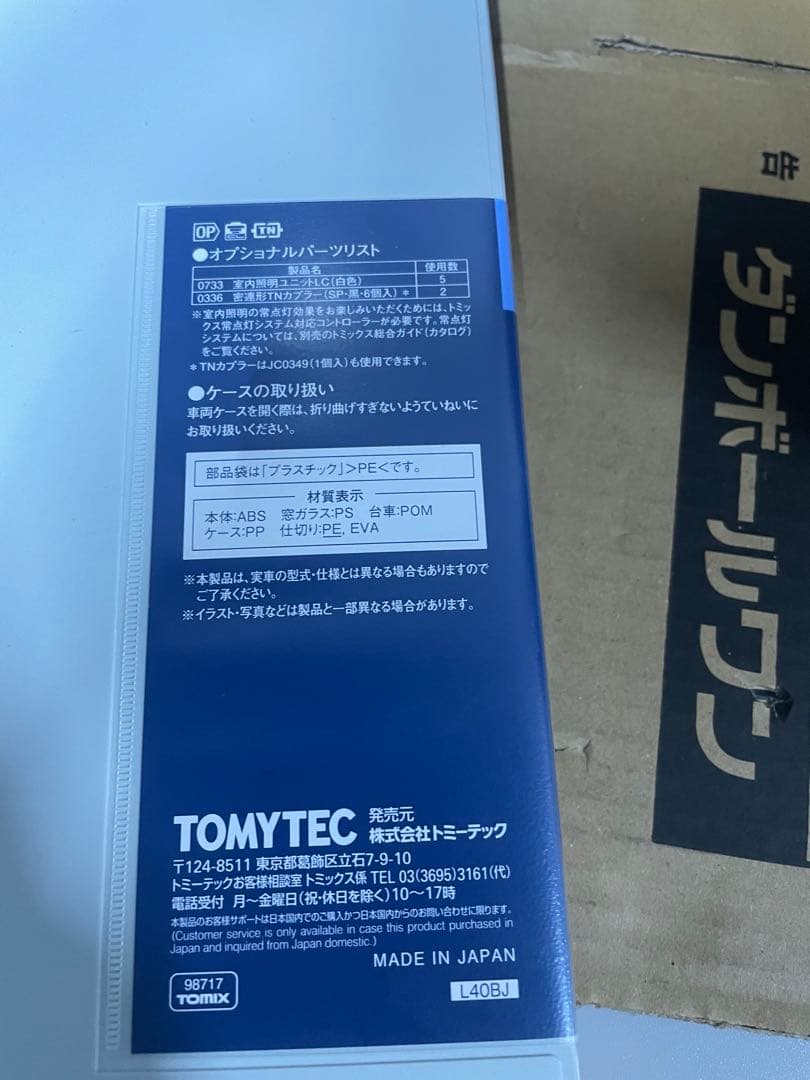 OP TN
●オプショナルパーツリスト
製品名 使用数
0733 室内照明ユニットLC(白色) 5
0336 密連形TNカプラー(SP・黒・6個入)＊ 2
※室内照明の常点灯効果をお楽しみいただくためには、トミッ
クス常点灯システム対応コントローラーが必要です。常点灯
システムについては、別売のトミックス総合ガイド(カタログ)
をご覧ください。
＊TNカプラーはJC0349(1個入)も使用できます。
●ケースの取り扱い
車両ケースを開く際は、折り曲げすぎないようていねいに
お取り扱いください。
部品袋は「プラスチック」＞PE＜です。
材質表示
本体:ABS 窓ガラス:PS 台車:POM
ケース:PP 仕切り:PE, EVA
※本製品は、実車の型式・仕様とは異なる場合もありますので
ご了承ください。
※イラスト・写真などは製品と一部異なる場合があります。
TOMYTEC 発売元
株式会社トミーテック
〒124-8511 東京都葛飾区立石7-9-10
トミーテックお客様相談室 トミックス係 TEL 03(3695)3161(代)
電話受付 月～金曜日(祝・休日を除く)10～17時
本製品のお客様サポートは日本国内でのご購入かつ日本国内からのお問い合わせに限ります。
(Customer service is only available in case this product purchased in
Japan and inquired from Japan domestic.)
MADE IN JAPAN
98717
TOMIX
L40BJ
ダンボールワン